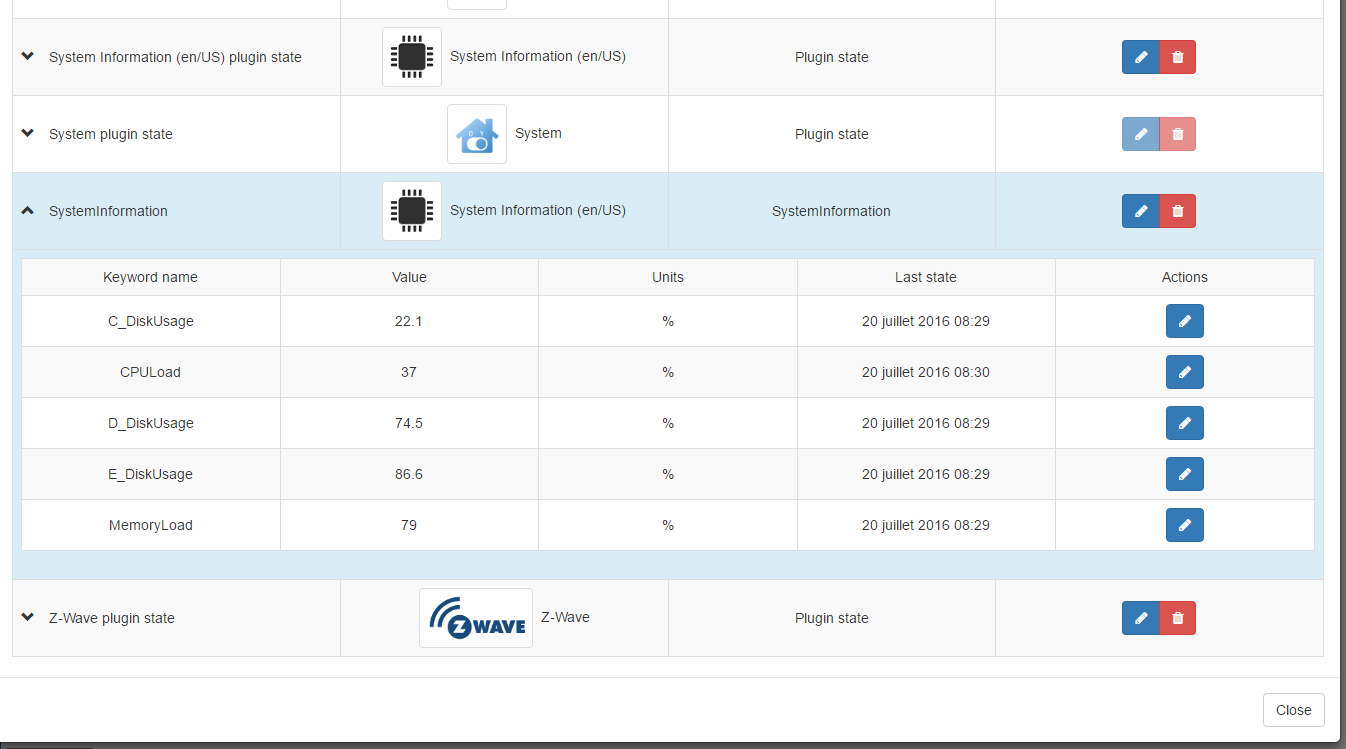 System Information (en/US) plugin state System Information (en/US) Plugin state
System plugin state System Plugin state
SystemInformation System Information (en/US) SystemInformation
Keyword name Value Units Last state Actions
C_DiskUsage 22.1 % 20 juillet 2016 08:29
CPULoad 37 % 20 juillet 2016 08:30
D_DiskUsage 74.5 % 20 juillet 2016 08:29
E_DiskUsage 86.6 % 20 juillet 2016 08:29
MemoryLoad 79 % 20 juillet 2016 08:29
Z-Wave plugin state Z WAVE Z-Wave Plugin state
Close